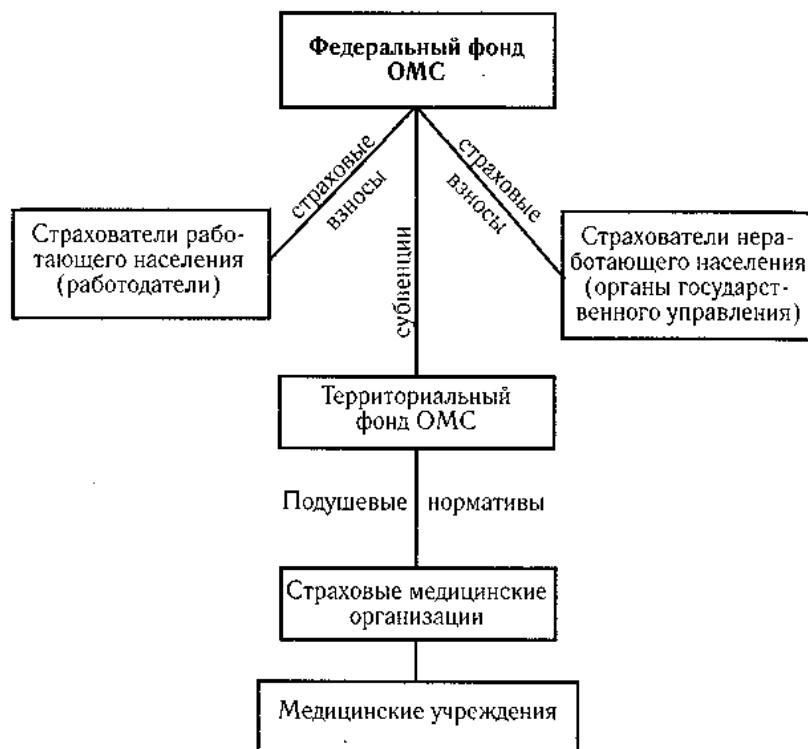 Федеральный фонд
ОМС
страховые
взносы
субвенции
страховые
взносы
Страхователи рабо-
тающего населения
(работодатели)
Страхователи нера-
ботающего населения
(органы государст-
венного управления)
Территориальный
фонд ОМС
Подушевые нормативы
Страховые медицинские
организации
Медицинские учреждения